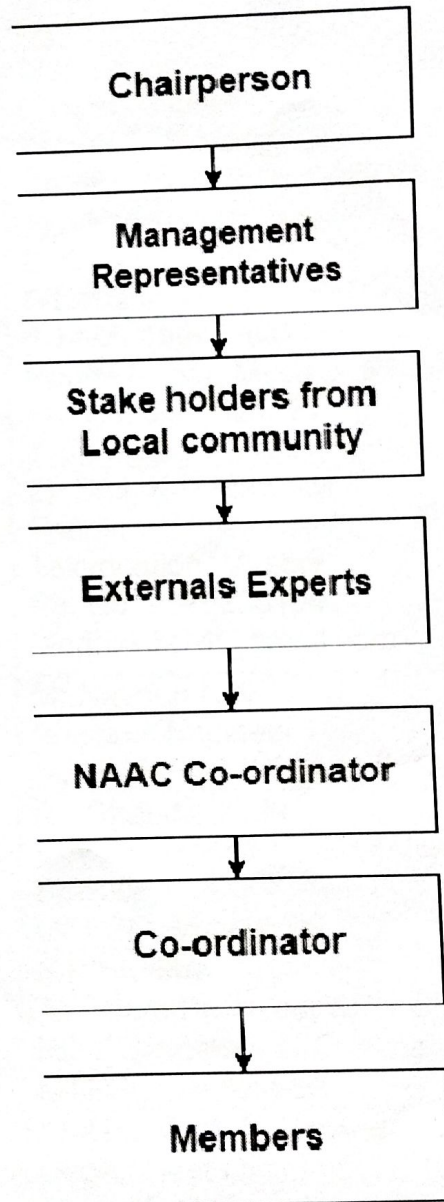 Chairperson
Management
Representatives
Stake holders from
Local community
Externals Experts
NAAC Co-ordinator
Co-ordinator
Members